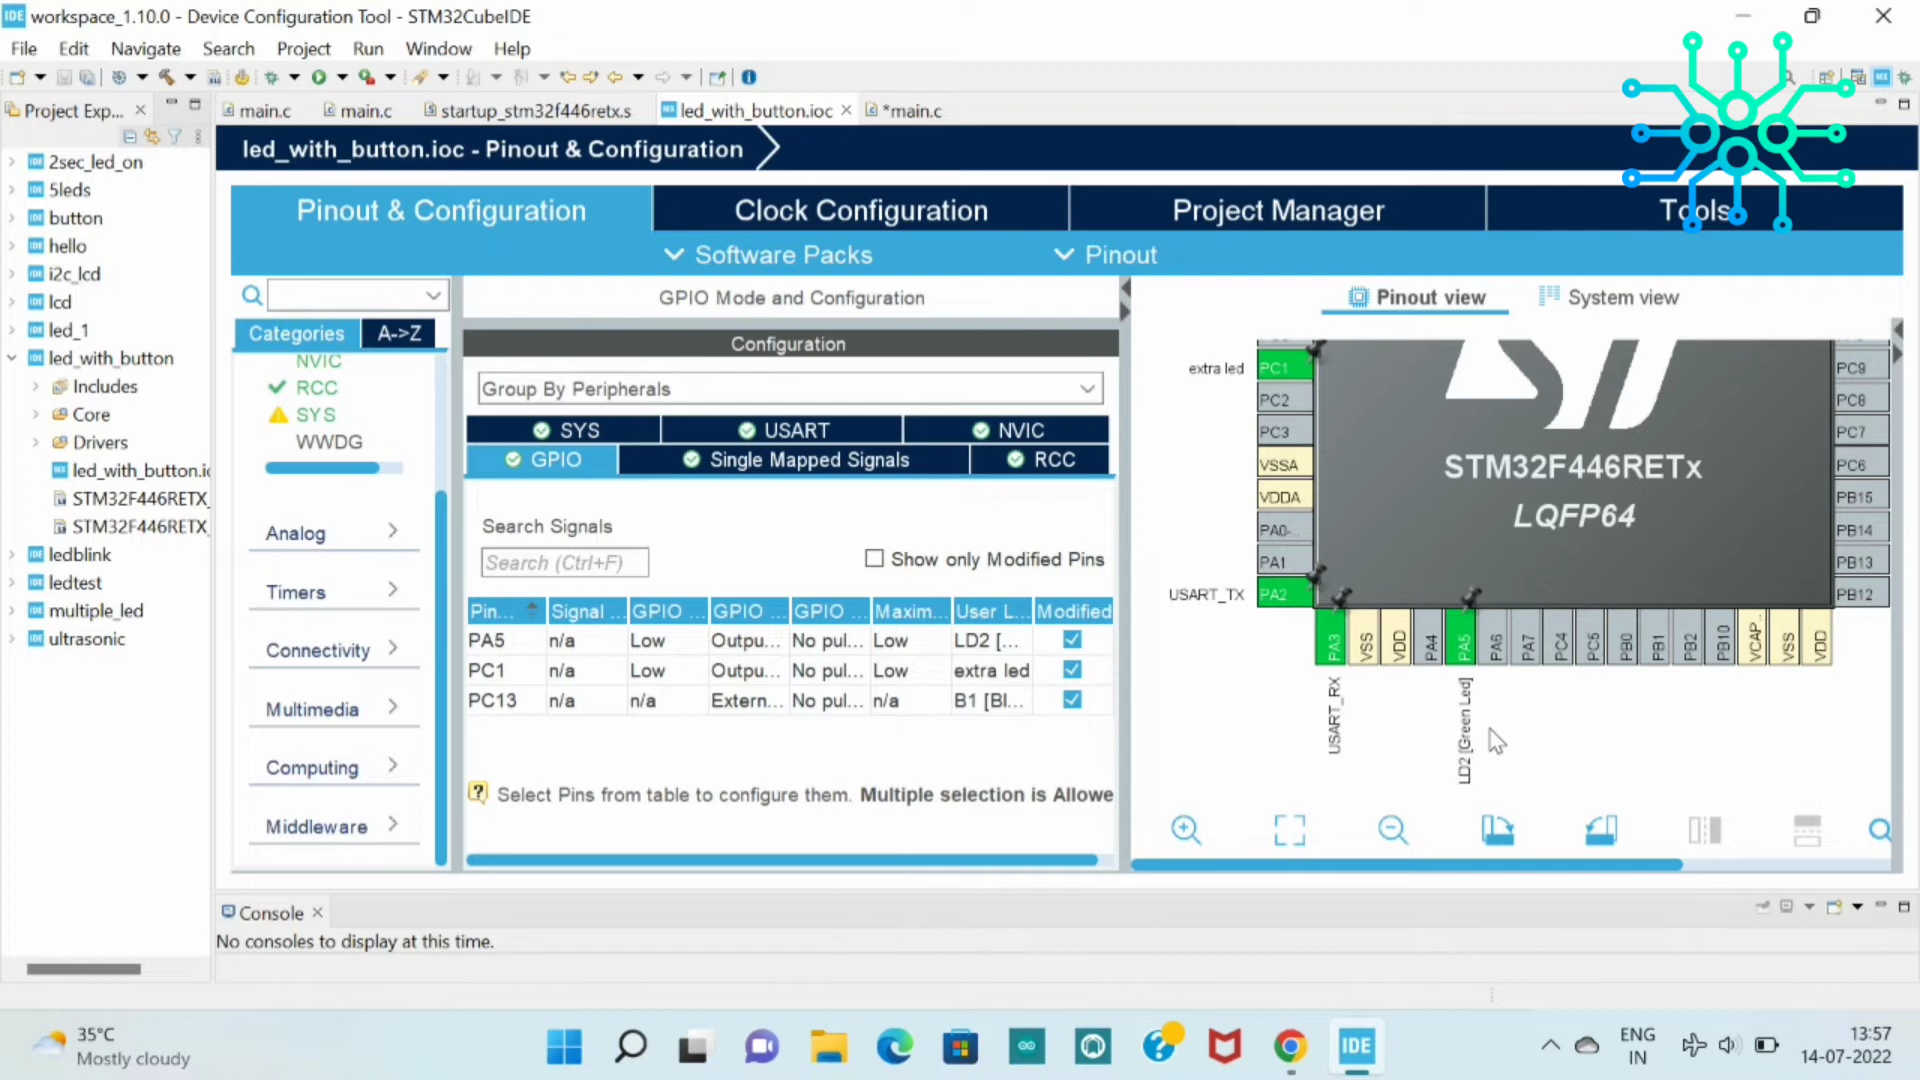 workspace_1.10.0 - Device Configuration Tool - STM32CubeIDE
File Edit Navigate Search Project Run Window Help
Project Exp...
main.c
main.c
startup_stm32f446retx.s
led_with_button.ioc
*main.c
led_with_button.ioc - Pinout & Configuration
2sec_led_on
5leds
button
hello
i2c_lcd
lcd
led_1
led_with_button
Includes
Core
Drivers
led_with_button.io
STM32F446RETX_
STM32F446RETX_
ledblink
ledtest
multiple_led
ultrasonic
Pinout & Configuration
Clock Configuration
Project Manager
Tools
Software Packs
Pinout
Categories
A->Z
NVIC
RCC
SYS
WWDG
Analog
Timers
Connectivity
Multimedia
Computing
Middleware
GPIO Mode and Configuration
Configuration
Group By Peripherals
SYS
USART
NVIC
GPIO
Single Mapped Signals
RCC
Search Signals
Search (Ctrl+F)
Show only Modified Pins
Pin... Signal ... GPIO ... GPIO ... GPIO ... Maxim... User L... Modified
PA5 n/a Low Outpu... No pul... Low LD2 [...
PC1 n/a Low Outpu... No pul... Low extra led
PC13 n/a n/a Extern... No pul... n/a B1 [Bl...
Select Pins from table to configure them. Multiple selection is Allowe
Pinout view
System view
extra led
PC1
PC2
PC3
VSSA
VDDA
PA0-..
PA1
USART_TX
PA2
STM32F446RETx
LQFP64
PC9
PC8
PC7
PC6
PB15
PB14
PB13
PB12
PA3
VSS
VDD
PA4
PA5
PA6
PA7
PC4
PC5
PB0
PB1
PB2
PB10
VCAP..
VSS
VDD
USART_RX
LD2 [Green Led]
Console
No consoles to display at this time.
35°C
Mostly cloudy
IDE
ENG
IN
13:57
14-07-2022